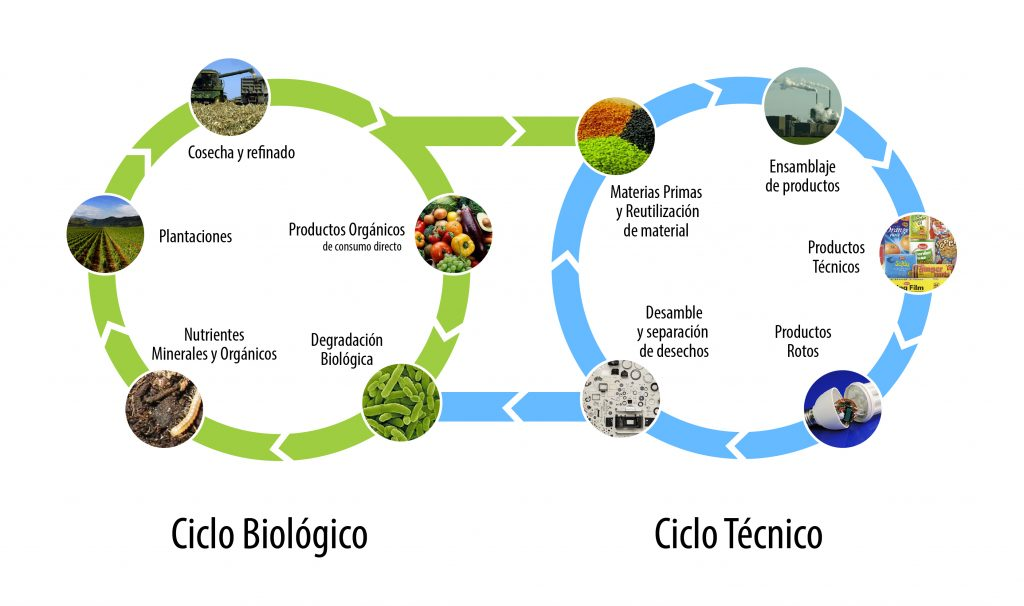 Cosecha y refinado
Plantaciones
Productos Orgánicos
de consumo directo
Nutrientes
Minerales y Orgánicos
Degradación
Biológica
Materias Primas
y Reutilización
de material
Ensamblaje
de productos
Productos
Técnicos
Desamble
y separación
de desechos
Productos
Rotos
Ciclo Biológico
Ciclo Técnico